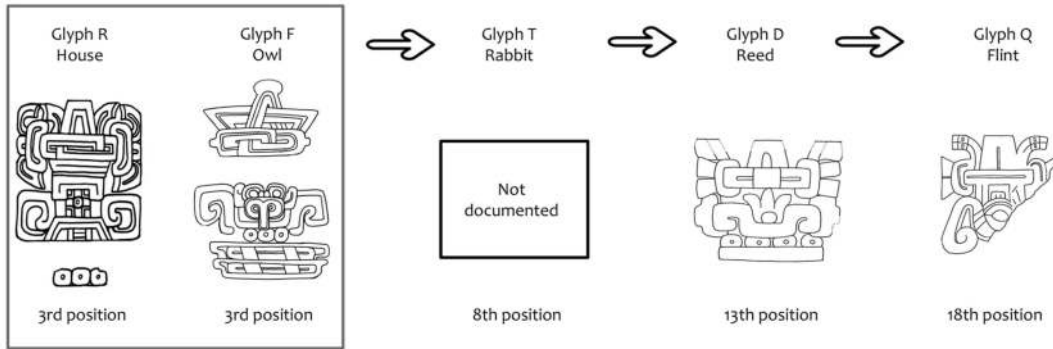 Glyph R
House
Glyph F
Owl
Glyph T
Rabbit
Glyph D
Reed
Glyph Q
Flint
Not
documented
3rd position
3rd position
8th position
13th position
18th position